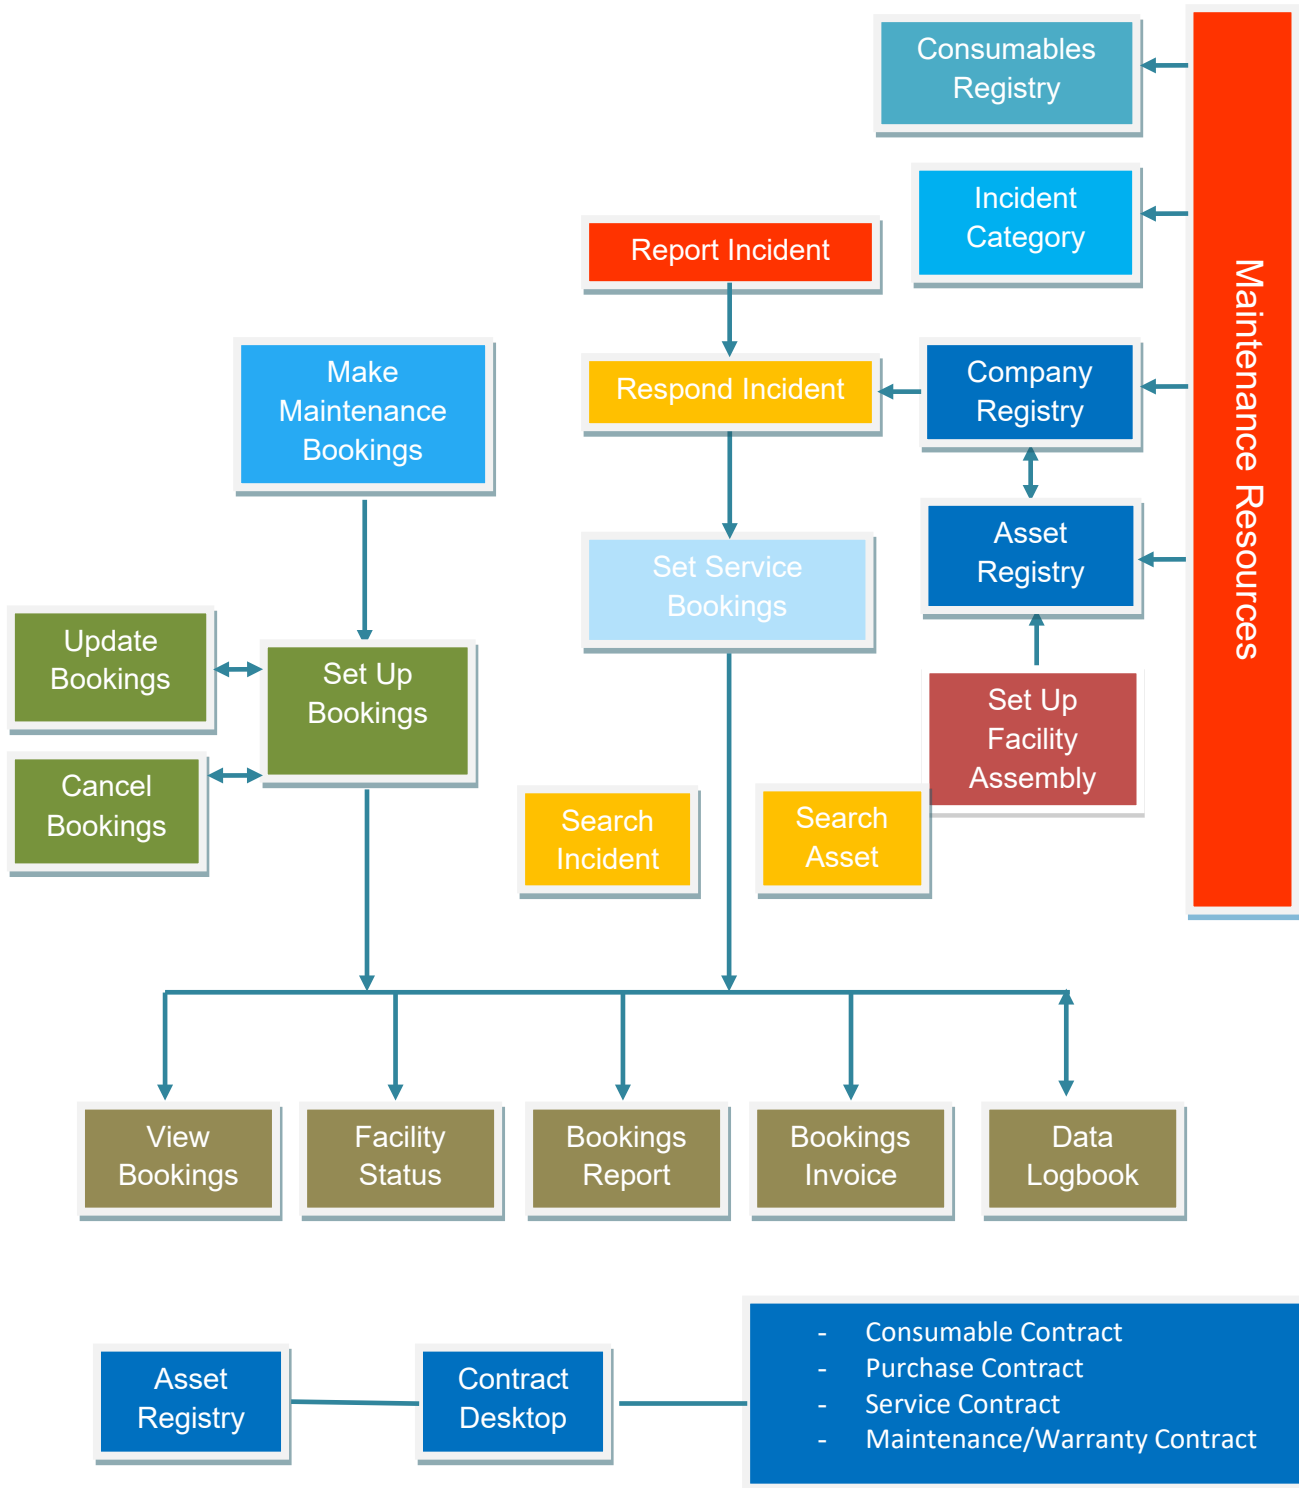 Consumables
Registry
Incident
Category
Report Incident
Maintenance Resources
Make
Maintenance
Bookings
Respond Incident
Company
Registry
Set Service
Bookings
Asset
Registry
Update
Bookings
Set Up
Bookings
Set Up
Facility
Assembly
Cancel
Bookings
Search
Incident
Search
Asset
View
Bookings
Facility
Status
Bookings
Report
Bookings
Invoice
Data
Logbook
Asset
Registry
Contract
Desktop
- Consumable Contract
- Purchase Contract
- Service Contract
- Maintenance/Warranty Contract